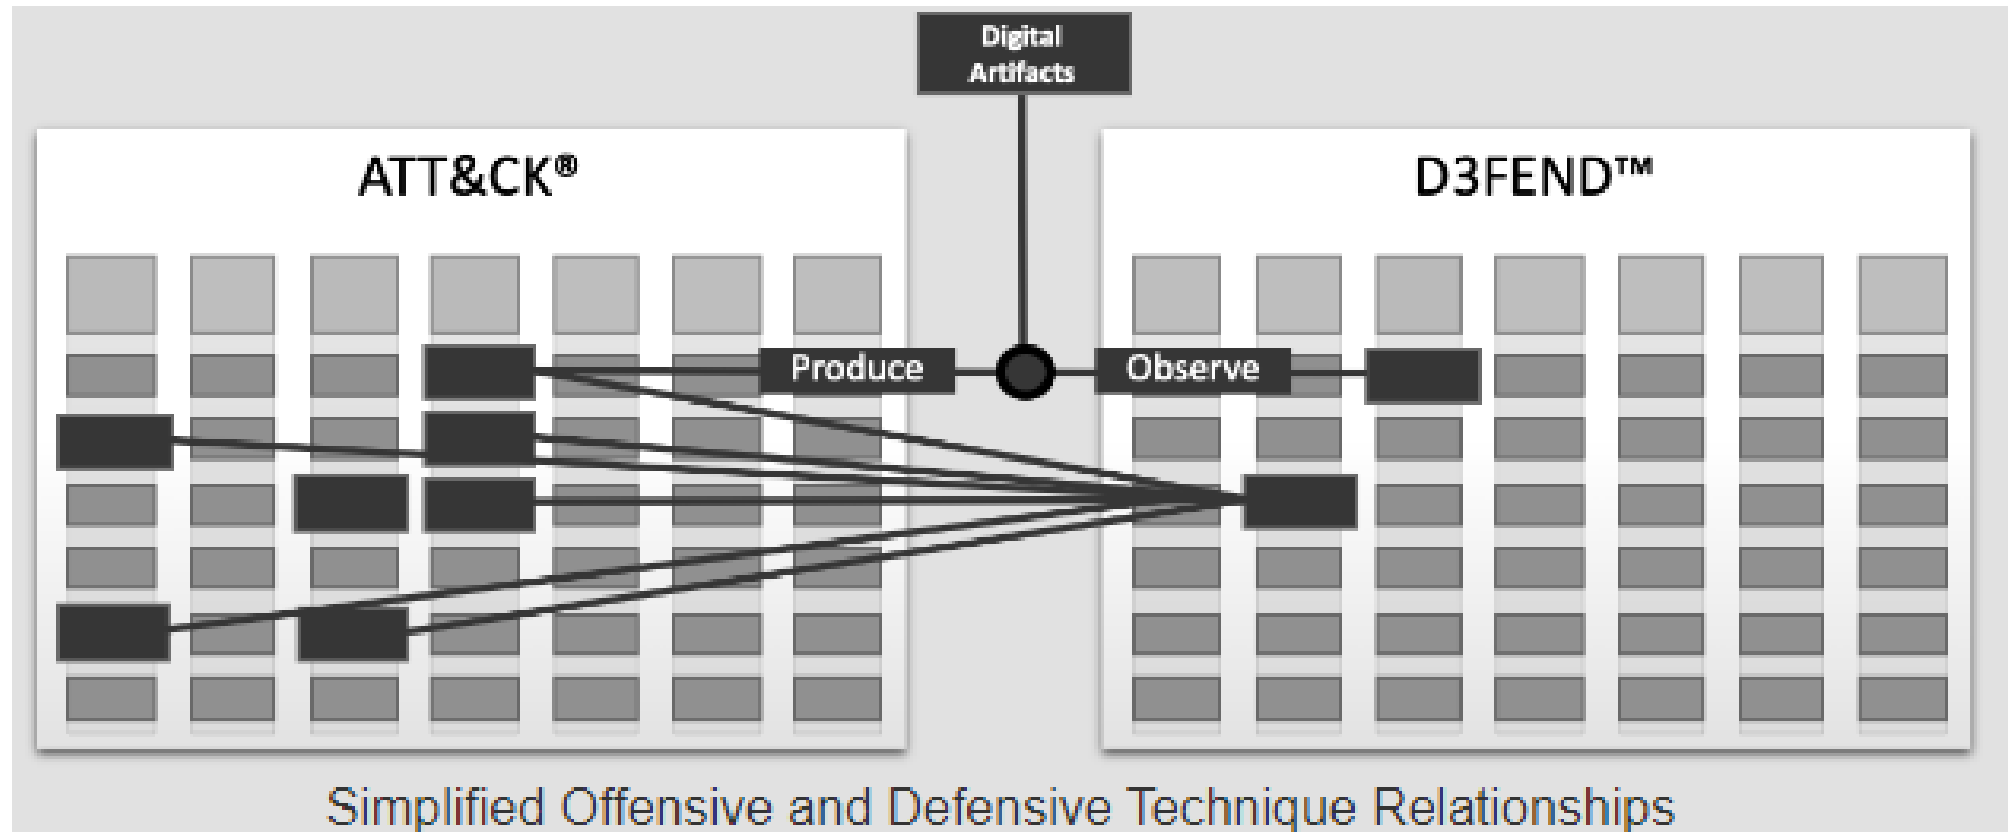 Digital
Artifacts
ATT&CK®
D3FEND™
Produce
Observe
Simplified Offensive and Defensive Technique Relationships